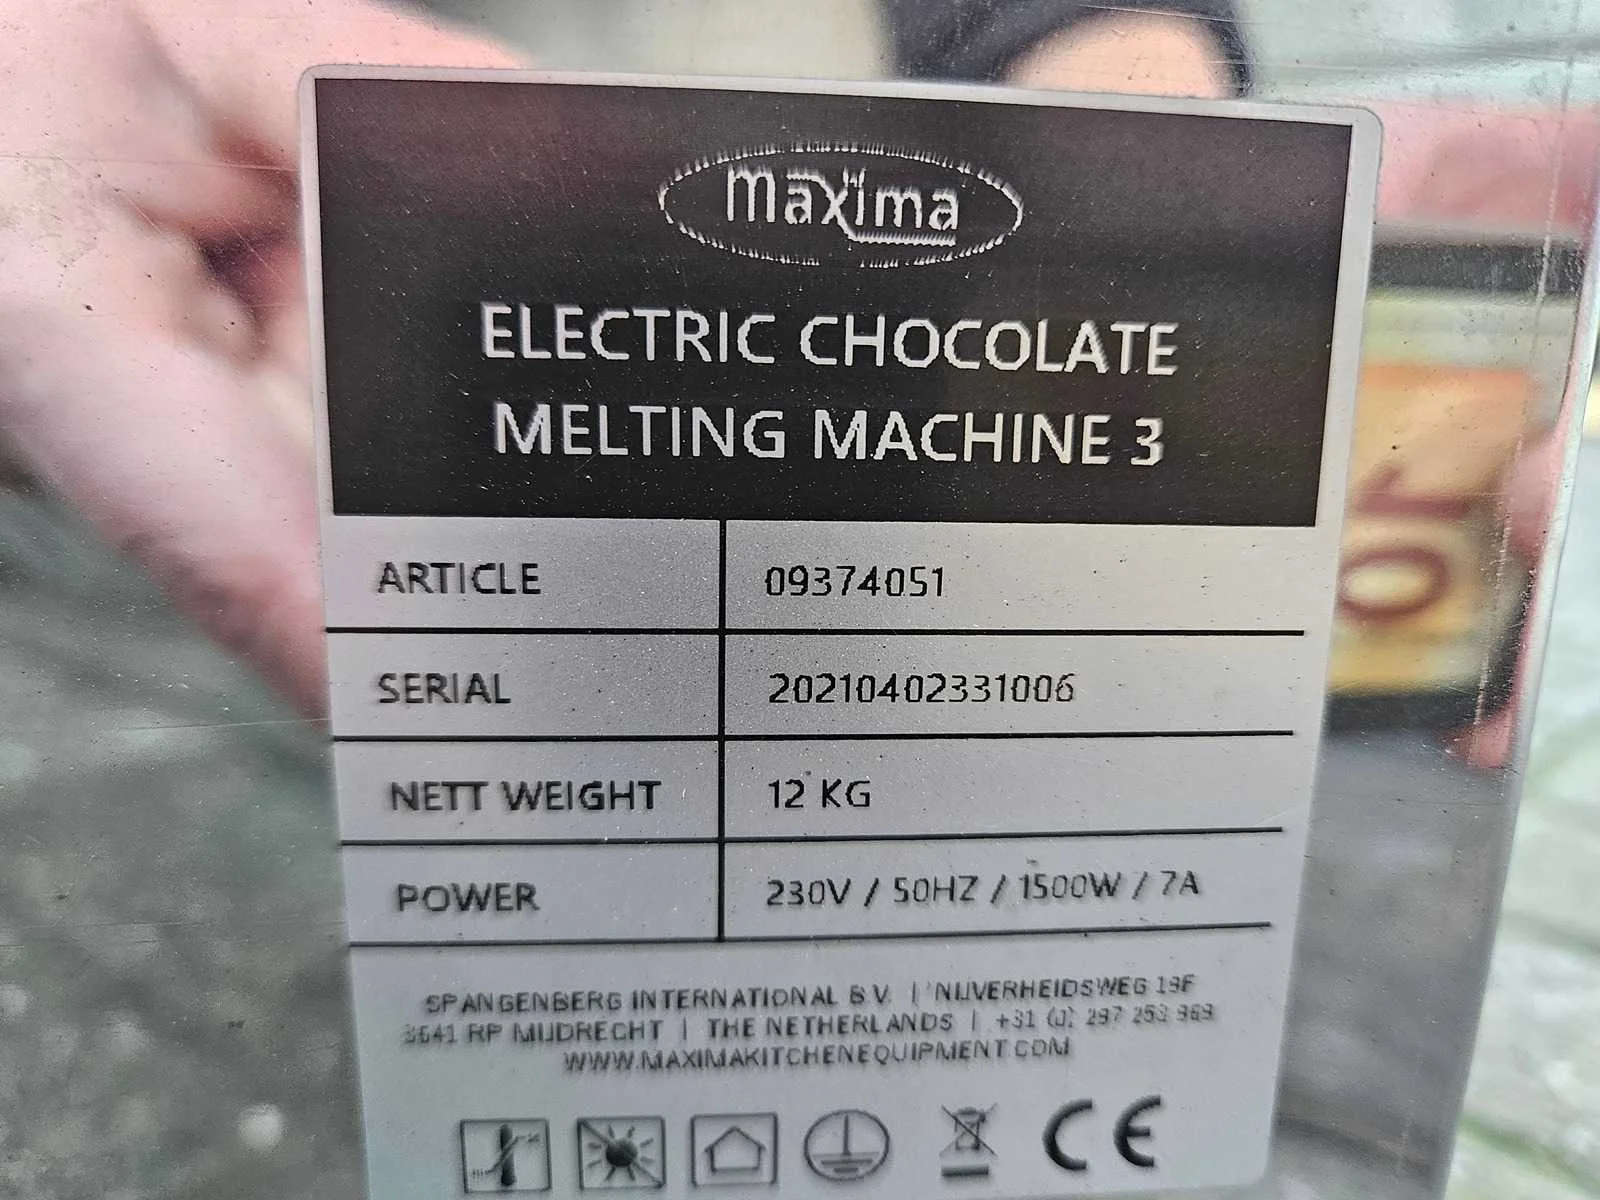 maxima
ELECTRIC CHOCOLATE
MELTING MACHINE 3
ARTICLE 09374051
SERIAL 20210402331006
NETT WEIGHT 12 KG
POWER 230V / 50HZ / 1500W / 7A
SPANGENBERG INTERNATIONAL B.V. | NIJVERHEIDSWEG 19F
3641 RP MIJDRECHT | THE NETHERLANDS | +31 (0) 297 253 969
WWW.MAXIMAKITCHENEQUIPMENT.COM
CE